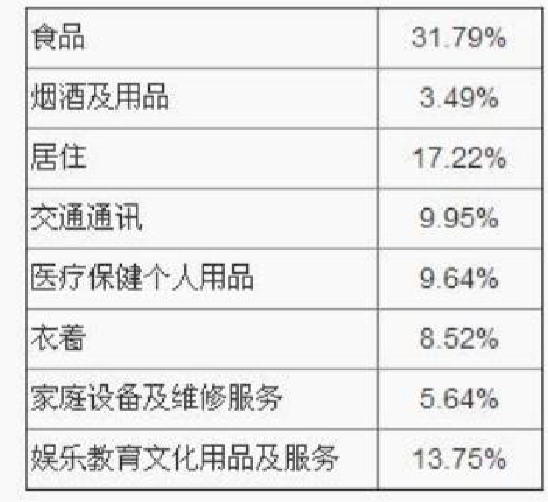 食品 31.79%
烟酒及用品 3.49%
居住 17.22%
交通通讯 9.95%
医疗保健个人用品 9.64%
衣着 8.52%
家庭设备及维修服务 5.64%
娱乐教育文化用品及服务 13.75%